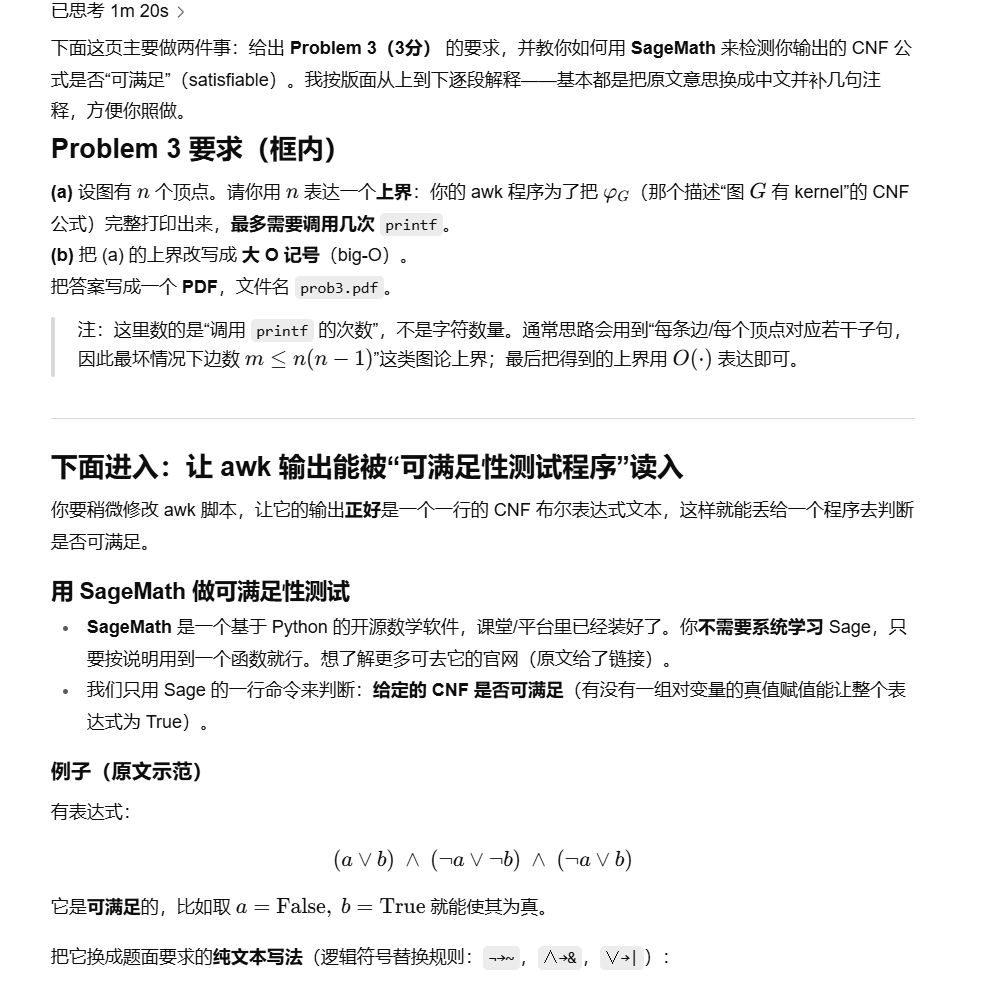 已思考 1m 20s >
下面这页主要做两件事：给出 Problem 3（3分） 的要求，并教你如何用 SageMath 来检测你输出的 CNF 公
式是否“可满足”（satisfiable）。我按版面从上到下逐段解释——基本都是把原文意思换成中文并补几句注
释，方便你照做。
Problem 3 要求（框内）
(a) 设图有 n 个顶点。请你用 n 表达一个上界：你的 awk 程序为了把 φ_G（那个描述“图 G 有 kernel”的 CNF
公式）完整打印出来，最多需要调用几次 printf 。
(b) 把 (a) 的上界改写成 大 O 记号（big-O）。
把答案写成一个 PDF，文件名 prob3.pdf 。
注：这里数的是“调用 printf 的次数”，不是字符数量。通常思路会用到“每条边/每个顶点对应若干子句，
因此最坏情况下边数 m ≤ n(n − 1)”这类图论上界；最后把得到的上界用 O(·) 表达即可。
下面进入：让 awk 输出能被“可满足性测试程序”读入
你要稍微修改 awk 脚本，让它的输出正好是一个一行的 CNF 布尔表达式文本，这样就能丢给一个程序去判断
是否可满足。
用 SageMath 做可满足性测试
• SageMath 是一个基于 Python 的开源数学软件，课堂/平台里已经装好了。你不需要系统学习 Sage，只
要按说明用到一个函数就行。想了解更多可去它的官网（原文给了链接）。
• 我们只用 Sage 的一行命令来判断：给定的 CNF 是否可满足（有没有一组对变量的真值赋值能让整个表
达式为 True）。
例子（原文示范）
有表达式：
(a ∨ b) ∧ (¬a ∨ ¬b) ∧ (¬a ∨ b)
它是可满足的，比如取 a = False, b = True 就能使其为真。
把它换成题面要求的纯文本写法（逻辑符号替换规则： ¬→~ ， ∧→& ， ∨→| ）：